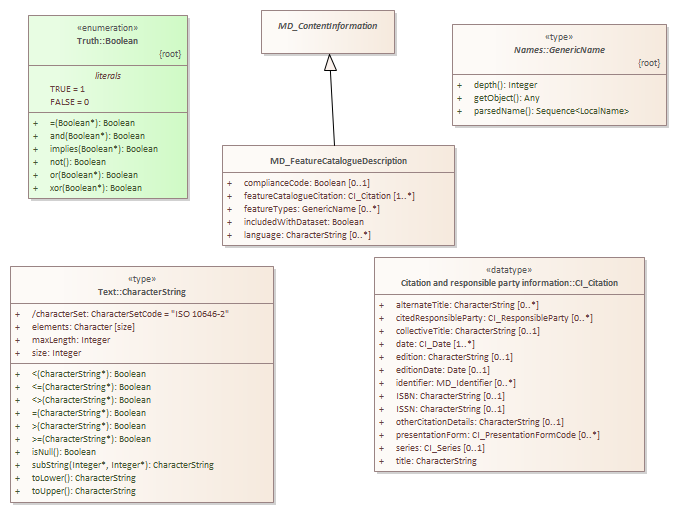 «enumeration»
Truth::Boolean
{root}
literals
TRUE = 1
FALSE = 0
+ =(Boolean*): Boolean
+ and(Boolean*): Boolean
+ implies(Boolean*): Boolean
+ not(): Boolean
+ or(Boolean*): Boolean
+ xor(Boolean*): Boolean
MD_ContentInformation
«type»
Names::GenericName
{root}
+ depth(): Integer
+ getObject(): Any
+ parsedName(): Sequence<LocalName>
MD_FeatureCatalogueDescription
+ complianceCode: Boolean [0..1]
+ featureCatalogueCitation: CI_Citation [1..*]
+ featureTypes: GenericName [0..*]
+ includedWithDataset: Boolean
+ language: CharacterString [0..*]
«type»
Text::CharacterString
+ /characterSet: CharacterSetCode = "ISO 10646-2"
+ elements: Character [size]
+ maxLength: Integer
+ size: Integer
+ <(CharacterString*): Boolean
+ <=(CharacterString*): Boolean
+ <>(CharacterString*): Boolean
+ =(CharacterString*): Boolean
+ >(CharacterString*): Boolean
+ >=(CharacterString*): Boolean
+ isNull(): Boolean
+ subString(Integer*, Integer*): CharacterString
+ toLower(): CharacterString
+ toUpper(): CharacterString
«datatype»
Citation and responsible party information::CI_Citation
+ alternateTitle: CharacterString [0..*]
+ citedResponsibleParty: CI_ResponsibleParty [0..*]
+ collectiveTitle: CharacterString [0..1]
+ date: CI_Date [1..*]
+ edition: CharacterString [0..1]
+ editionDate: Date [0..1]
+ identifier: MD_Identifier [0..*]
+ ISBN: CharacterString [0..1]
+ ISSN: CharacterString [0..1]
+ otherCitationDetails: CharacterString [0..1]
+ presentationForm: CI_PresentationFormCode [0..*]
+ series: CI_Series [0..1]
+ title: CharacterString